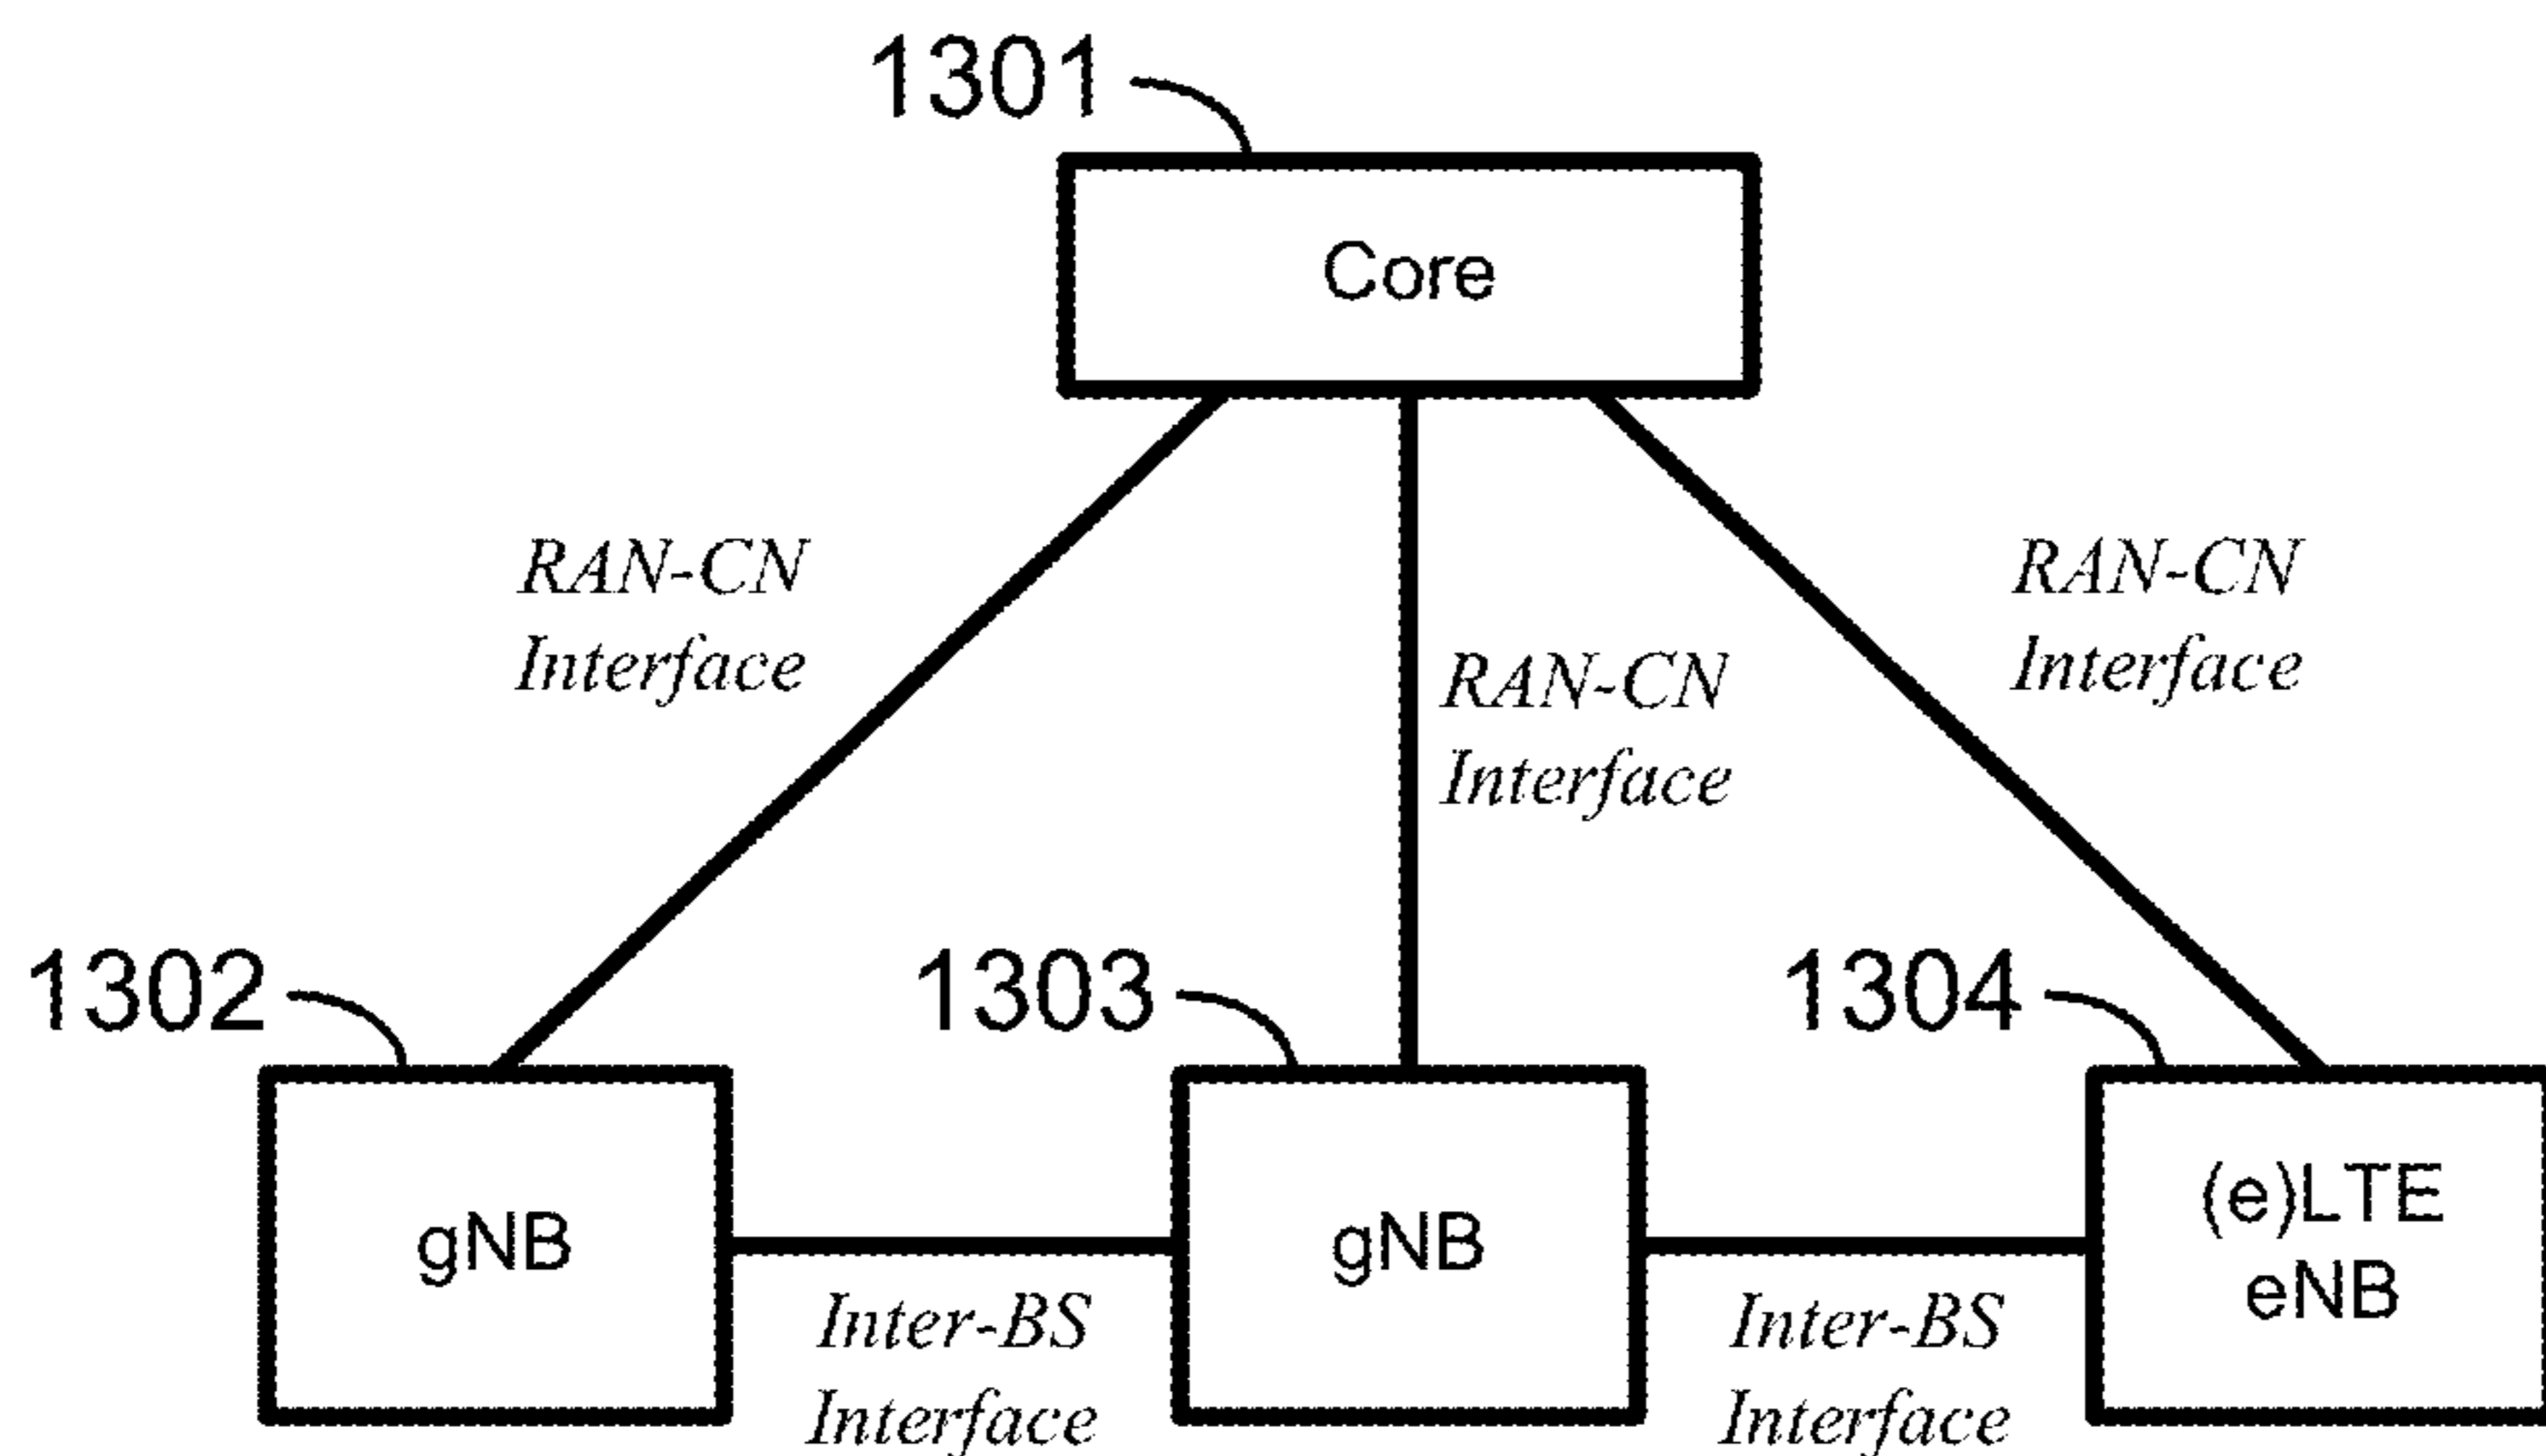 1301
Core
RAN-CN
Interface
RAN-CN
Interface
RAN-CN
Interface
1302
1303
1304
gNB
gNB
(e)LTE
eNB
Inter-BS
Interface
Inter-BS
Interface